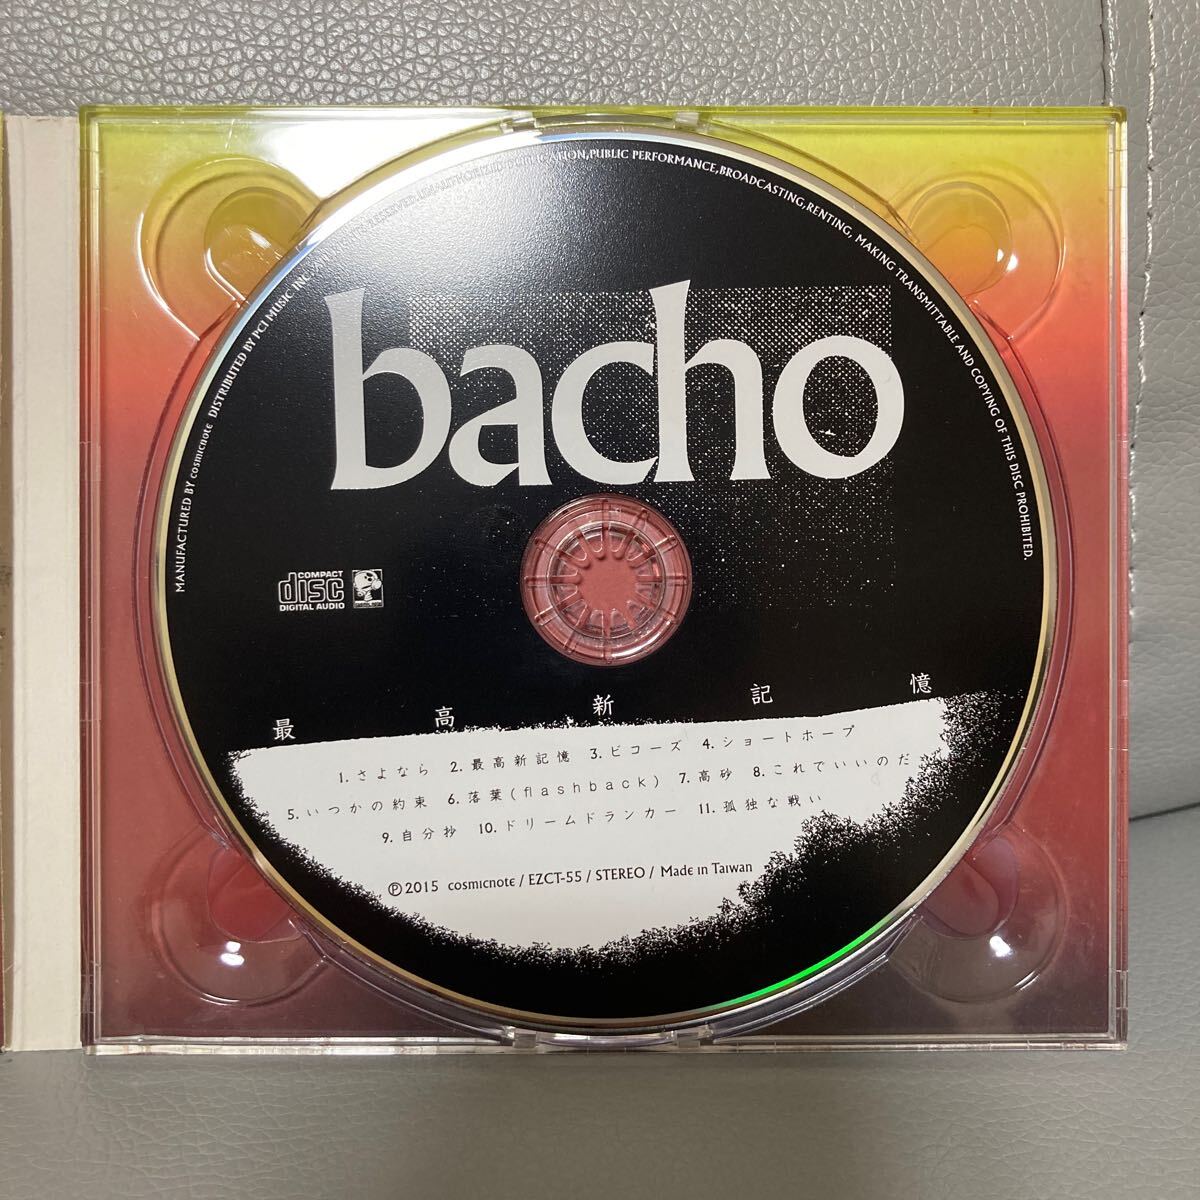 MANUFACTURED BY cosmicnote DISTRIBUTED BY PCI MUSIC INC. RESERVED. UNAUTHORIZED PUBLIC PERFORMANCE, BROADCASTING, RENTING, MAKING TRANSMITTABLE AND COPYING OF THIS DISC PROHIBITED.
bacho
COMPACT
disc
DIGITAL AUDIO
最高新記憶
1. さよなら 2. 最高新記憶 3. ビコーズ 4. ショートホープ
5. いつかの約束 6. 落葉(flashback) 7. 高砂 8. これでいいのだ
9. 自分抄 10. ドリームドランカー 11. 孤独な戦い
Ⓟ 2015 cosmicnote / EZCT-55 / STEREO / Made in Taiwan